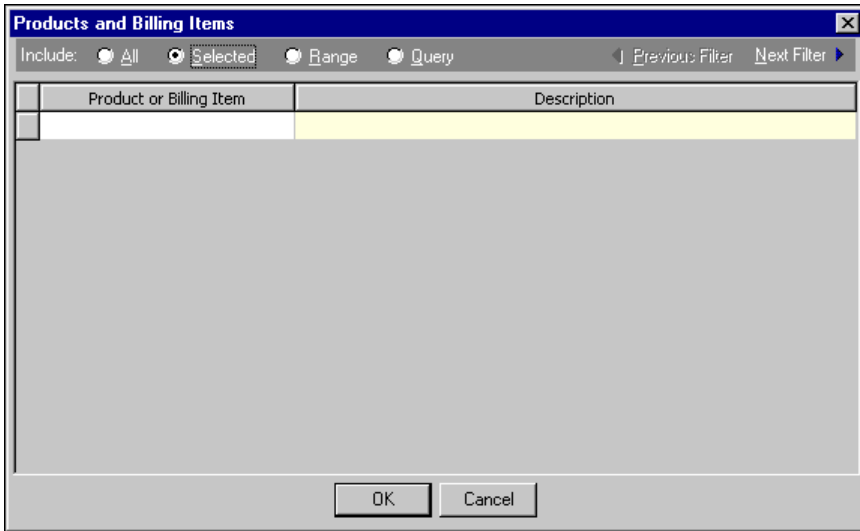 Products and Billing Items
Include: All Selected Range Query Previous Filter Next Filter
Product or Billing Item Description
OK Cancel